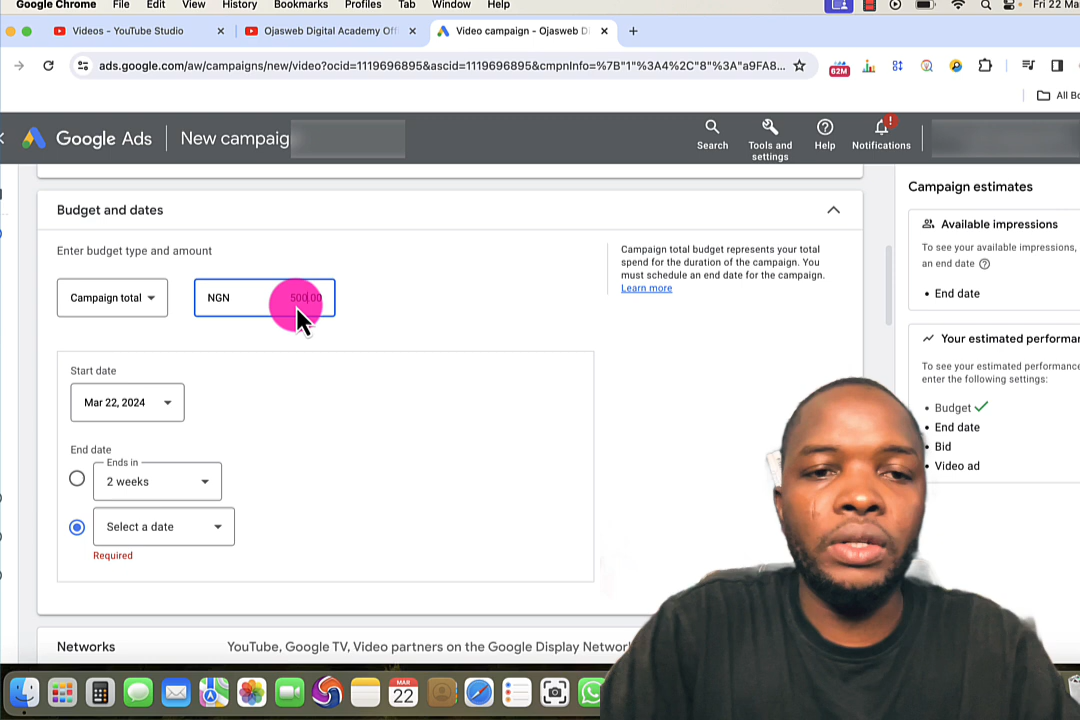 Google Chrome File Edit View History Bookmarks Profiles Tab Window Help Fri 22 Ma
Videos - YouTube Studio
Ojasweb Digital Academy Off
Video campaign - Ojasweb Di
ads.google.com/aw/campaigns/new/video?ocid=1119696895&ascid=1119696895&cmpnInfo=%7B"1"%3A4%2C"8"%3A"a9FA8...
62M
All Bo
Google Ads
New campaig
Search
Tools and settings
Help
Notifications
!
Budget and dates
Enter budget type and amount
Campaign total
NGN 500.00
Campaign total budget represents your total
spend for the duration of the campaign. You
must schedule an end date for the campaign.
Learn more
Start date
Mar 22, 2024
End date
Ends in
2 weeks
Select a date
Required
Networks
YouTube, Google TV, Video partners on the Google Display Networ
Campaign estimates
Available impressions
To see your available impressions,
an end date
• End date
Your estimated performa
To see your estimated performance
enter the following settings:
• Budget
• End date
• Bid
• Video ad
MAR
22